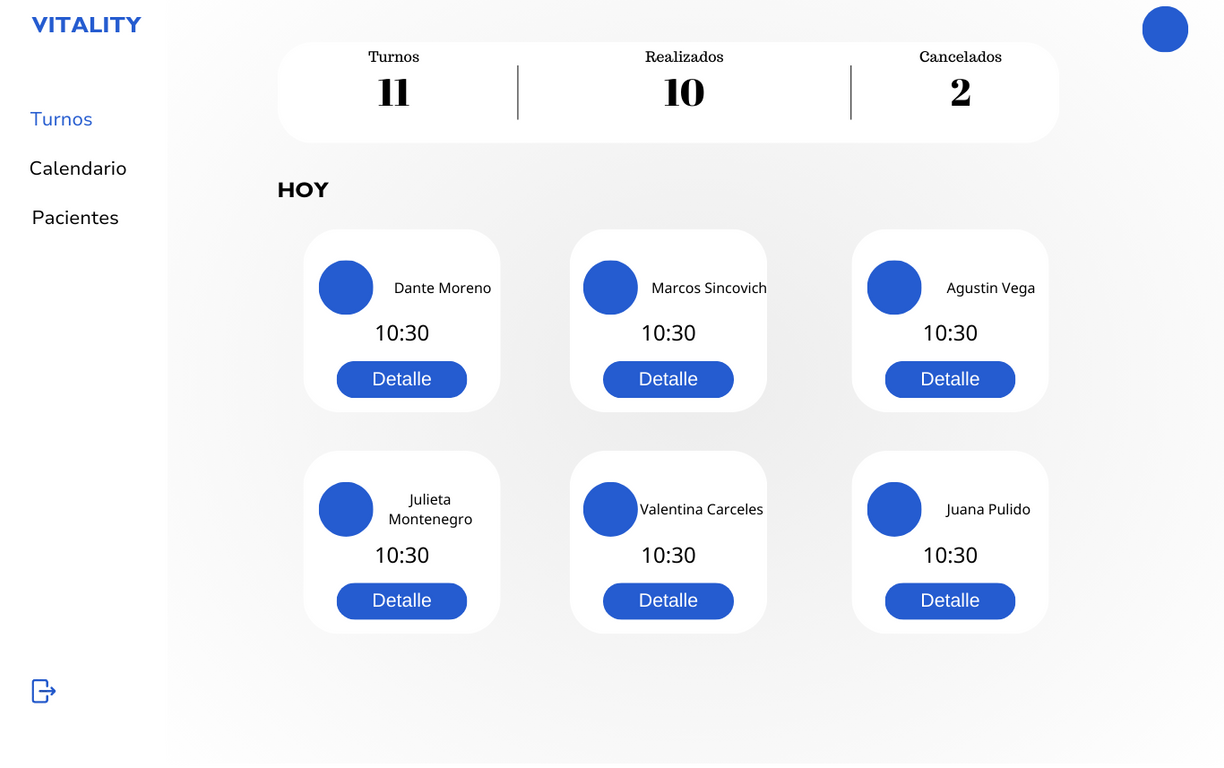 VITALITY
Turnos
Calendario
Pacientes
Turnos
11
Realizados
10
Cancelados
2
HOY
Dante Moreno
10:30
Detalle
Marcos Sincovich
10:30
Detalle
Agustin Vega
10:30
Detalle
Julieta
Montenegro
10:30
Detalle
Valentina Carceles
10:30
Detalle
Juana Pulido
10:30
Detalle